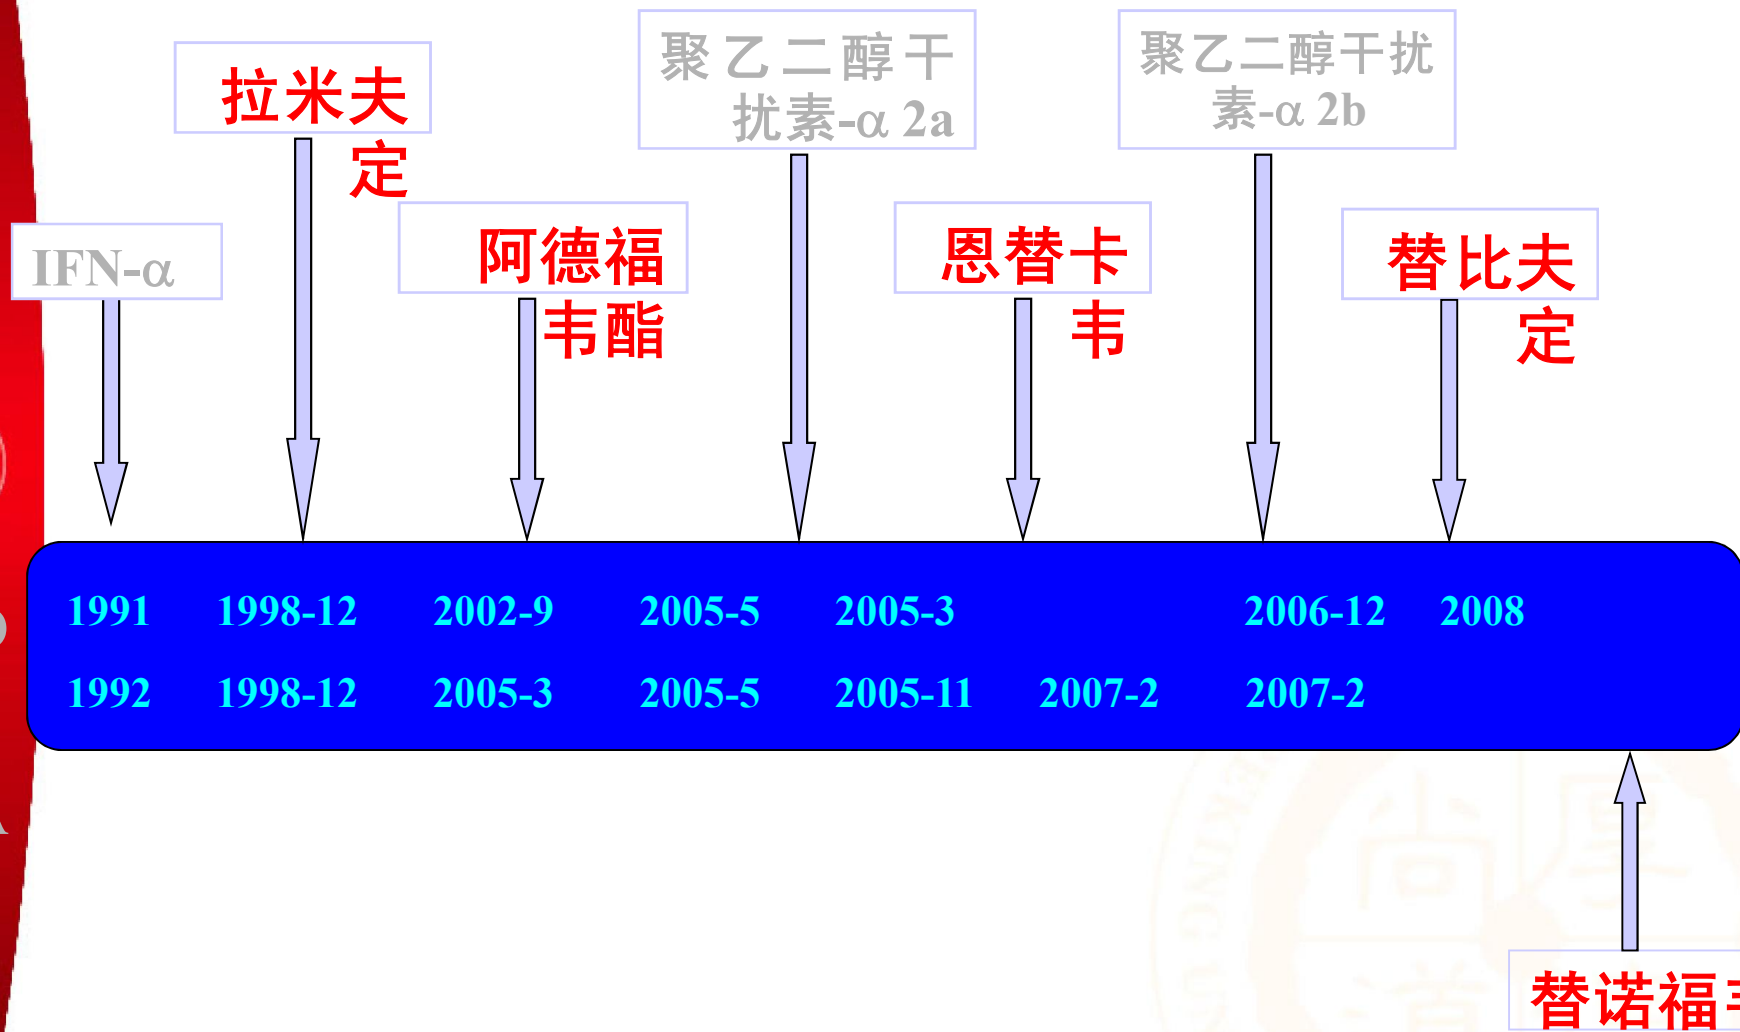 聚乙二醇干
扰素-α 2a
聚乙二醇干扰
素-α 2b
拉米夫
定
IFN-α
阿德福
韦酯
恩替卡
韦
替比夫
定
1991 1998-12 2002-9 2005-5 2005-3 2006-12 2008
1992 1998-12 2005-3 2005-5 2005-11 2007-2 2007-2
替诺福